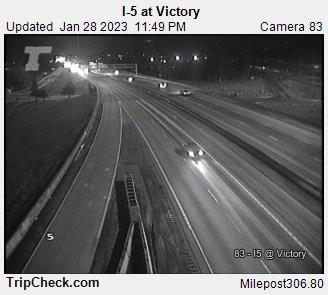 I-5 at Victory
Updated Jan 28 2023 11:49 PM Camera 83
T
S
83 - I5 @ Victory
TripCheck.com Milepost306.80